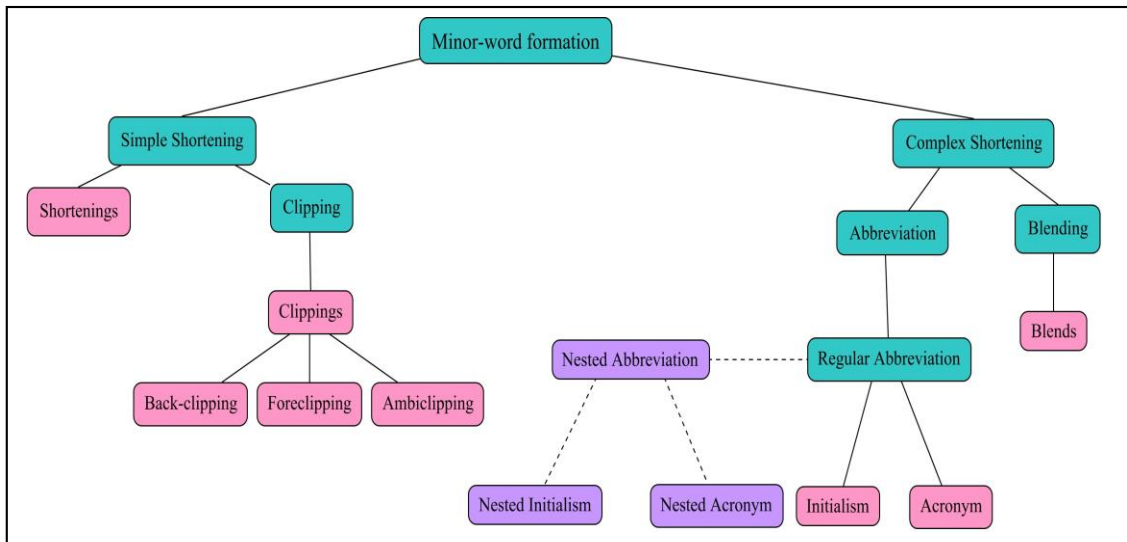 Minor-word formation
Simple Shortening
Complex Shortening
Shortenings
Clipping
Abbreviation
Blending
Clippings
Blends
Nested Abbreviation
Regular Abbreviation
Back-clipping
Foreclipping
Ambiclipping
Nested Initialism
Nested Acronym
Initialism
Acronym